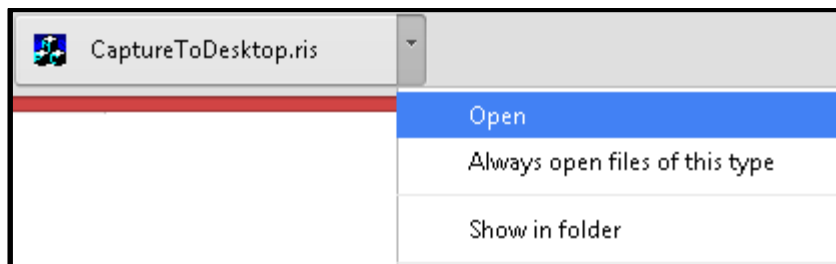 CaptureToDesktop.ris
Open
Always open files of this type
Show in folder